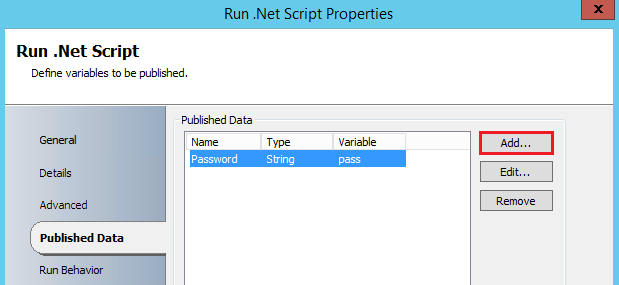 Run .Net Script Properties
x
Run .Net Script
Define variables to be published.
General
Details
Advanced
Published Data
Run Behavior
Published Data
Name Type Variable
Password String pass
Add...
Edit...
Remove